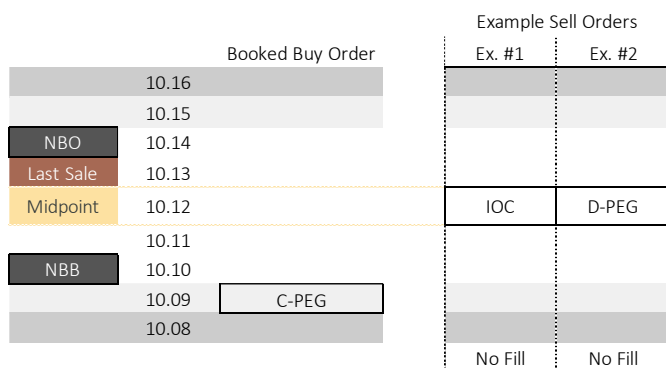 Example Sell Orders
Booked Buy Order Ex. #1 Ex. #2
10.16
10.15
NBO 10.14
Last Sale 10.13
Midpoint 10.12 IOC D-PEG
10.11
NBB 10.10
10.09 C-PEG
10.08
No Fill No Fill